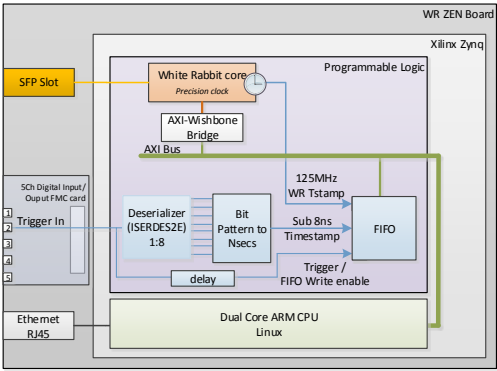 WR ZEN Board
Xilinx Zynq
Programmable Logic
SFP Slot
White Rabbit core
Precision clock
AXI-Wishbone
Bridge
AXI Bus
5Ch Digital Input/
Ouput FMC card
1
2
3
4
5
Trigger In
Deserializer
(ISERDES2E)
1:8
Bit
Pattern to
Nsecs
125MHz
WR Tstamp
Sub 8ns
Timestamp
FIFO
Trigger /
FIFO Write enable
delay
Ethernet
RJ45
Dual Core ARM CPU
Linux